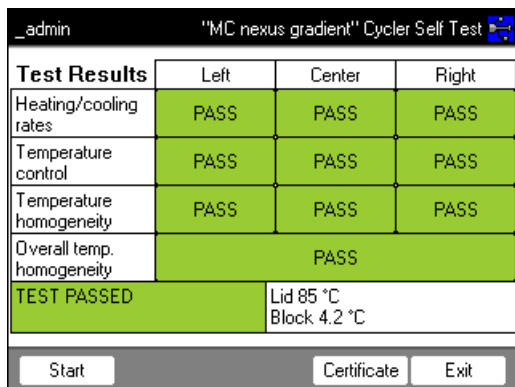 _admin "MC nexus gradient" Cycler Self Test
Test Results Left Center Right
Heating/cooling
rates PASS PASS PASS
Temperature
control PASS PASS PASS
Temperature
homogeneity PASS PASS PASS
Overall temp.
homogeneity PASS
TEST PASSED Lid 85 °C
Block 4.2 °C
Start Certificate Exit